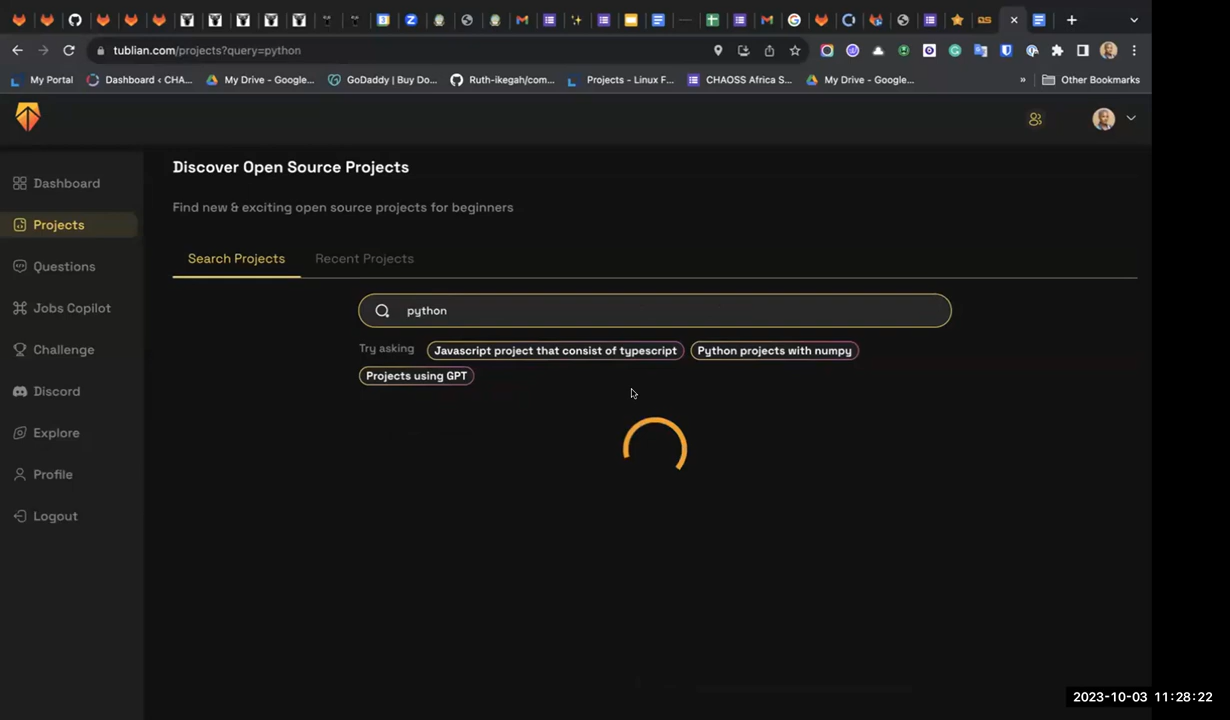 tublian.com/projects?query=python
My Portal
Dashboard ‹ CHA...
My Drive - Google...
GoDaddy | Buy Do...
Ruth-ikegah/com...
Projects - Linux F...
CHAOSS Africa S...
My Drive - Google...
»
Other Bookmarks
Discover Open Source Projects
Dashboard
Find new & exciting open source projects for beginners
Projects
Search Projects
Recent Projects
Questions
Jobs Copilot
python
Try asking
Javascript project that consist of typescript
Python projects with numpy
Challenge
Projects using GPT
Discord
Explore
Profile
Logout
2023-10-03 11:28:22